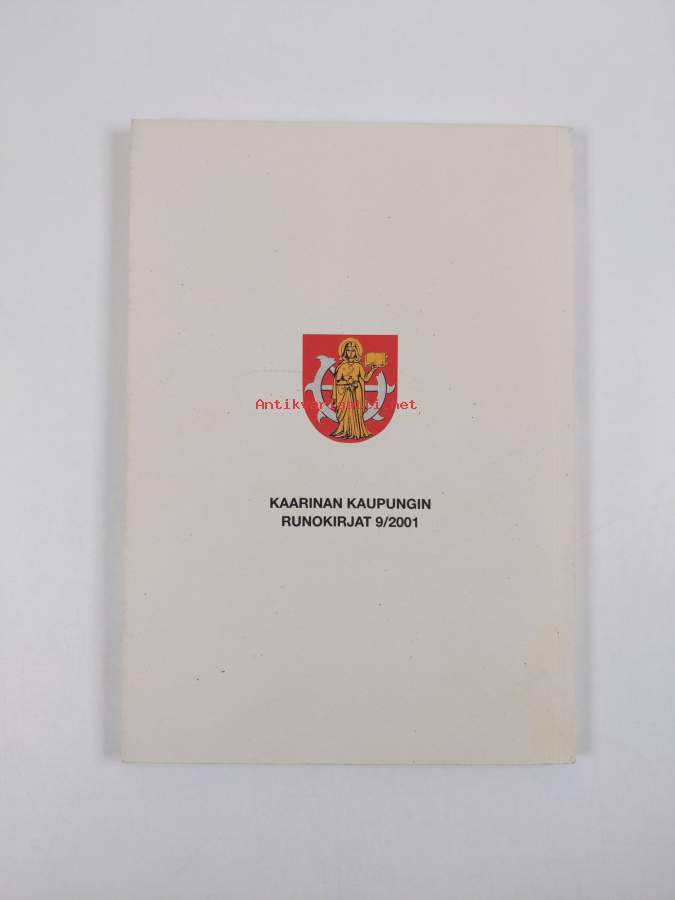 Antikvariaatti.net
KAARINAN KAUPUNGIN
RUNOKIRJAT 9/2001